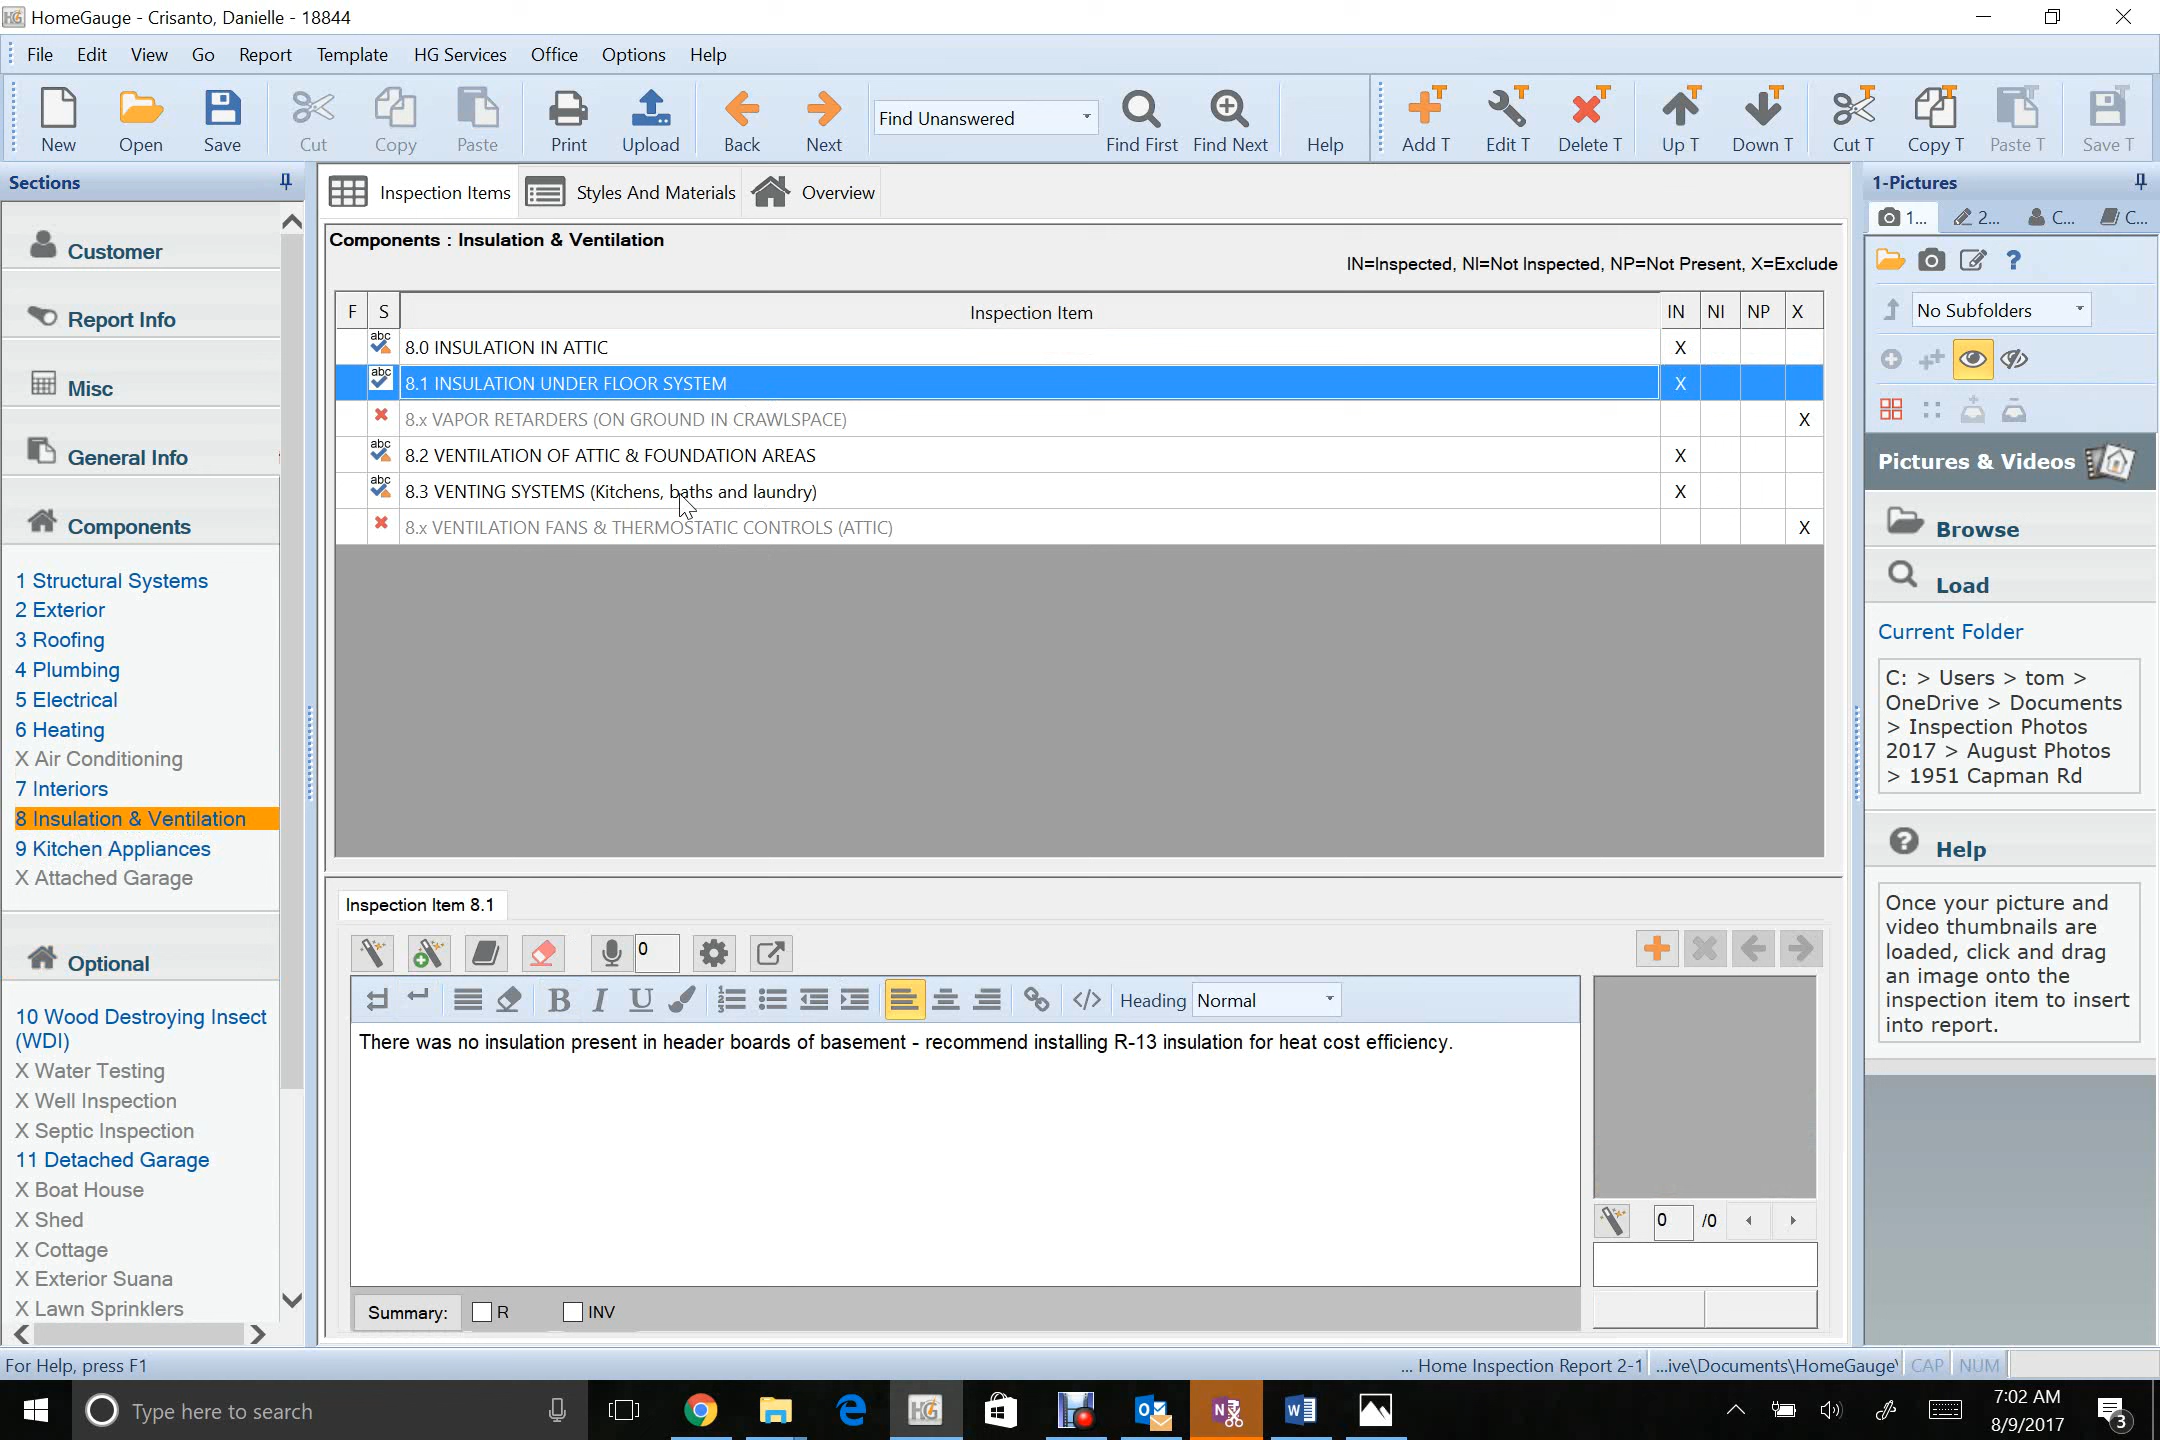 HomeGauge - Crisanto, Danielle - 18844
File Edit View Go Report Template HG Services Office Options Help
New Open Save Cut Copy Paste Print Upload Back Next Find Unanswered Find First Find Next Help Add T Edit T Delete T Up T Down T Cut T Copy T Paste T Save T
Sections
Customer
Report Info
Misc
General Info
Components
1 Structural Systems
2 Exterior
3 Roofing
4 Plumbing
5 Electrical
6 Heating
X Air Conditioning
7 Interiors
8 Insulation & Ventilation
9 Kitchen Appliances
X Attached Garage
Optional
10 Wood Destroying Insect
(WDI)
X Water Testing
X Well Inspection
X Septic Inspection
11 Detached Garage
X Boat House
X Shed
X Cottage
X Exterior Suana
X Lawn Sprinklers
Inspection Items Styles And Materials Overview
Components : Insulation & Ventilation
IN=Inspected, NI=Not Inspected, NP=Not Present, X=Exclude
F S Inspection Item IN NI NP X
abc 8.0 INSULATION IN ATTIC X
abc 8.1 INSULATION UNDER FLOOR SYSTEM X
8.x VAPOR RETARDERS (ON GROUND IN CRAWLSPACE) X
abc 8.2 VENTILATION OF ATTIC & FOUNDATION AREAS X
abc 8.3 VENTING SYSTEMS (Kitchens, baths and laundry) X
8.x VENTILATION FANS & THERMOSTATIC CONTROLS (ATTIC) X
Inspection Item 8.1
0
B I U Heading Normal
There was no insulation present in header boards of basement - recommend installing R-13 insulation for heat cost efficiency.
0 /0
Summary: R INV
1-Pictures
1... 2... C... C...
No Subfolders
Pictures & Videos
Browse
Load
Current Folder
C: > Users > tom >
OneDrive > Documents
> Inspection Photos
2017 > August Photos
> 1951 Capman Rd
Help
Once your picture and
video thumbnails are
loaded, click and drag
an image onto the
inspection item to insert
into report.
For Help, press F1
... Home Inspection Report 2-1 ...ive\Documents\HomeGauge\ CAP NUM
Type here to search
HG
7:02 AM
8/9/2017
3